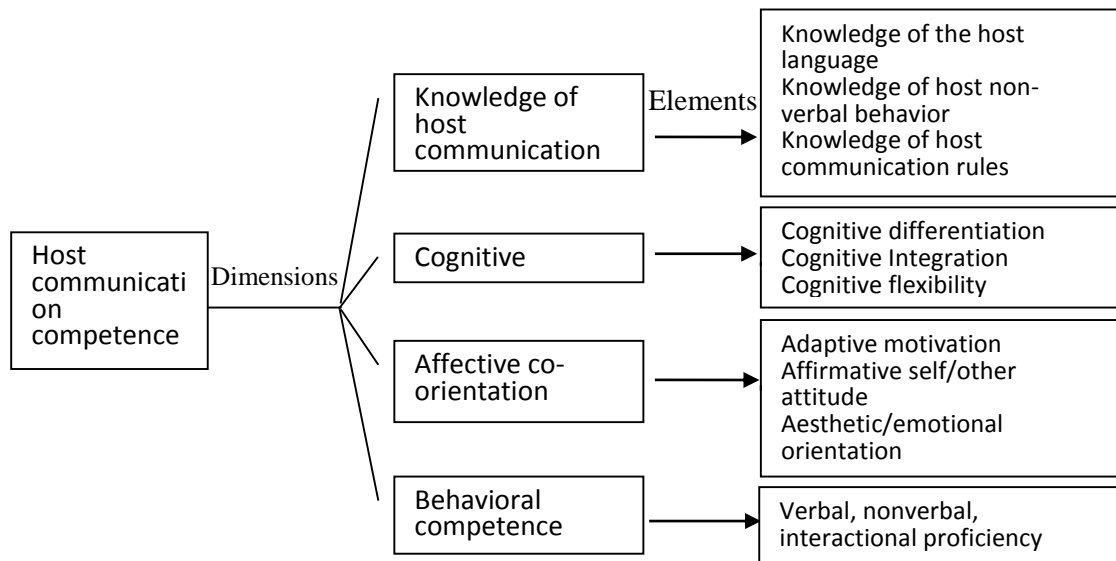 Host
communicati
on
competence
Dimensions
Knowledge of
host
communication
Elements
Knowledge of the host
language
Knowledge of host non-
verbal behavior
Knowledge of host
communication rules
Cognitive
Cognitive differentiation
Cognitive Integration
Cognitive flexibility
Affective co-
orientation
Adaptive motivation
Affirmative self/other
attitude
Aesthetic/emotional
orientation
Behavioral
competence
Verbal, nonverbal,
interactional proficiency